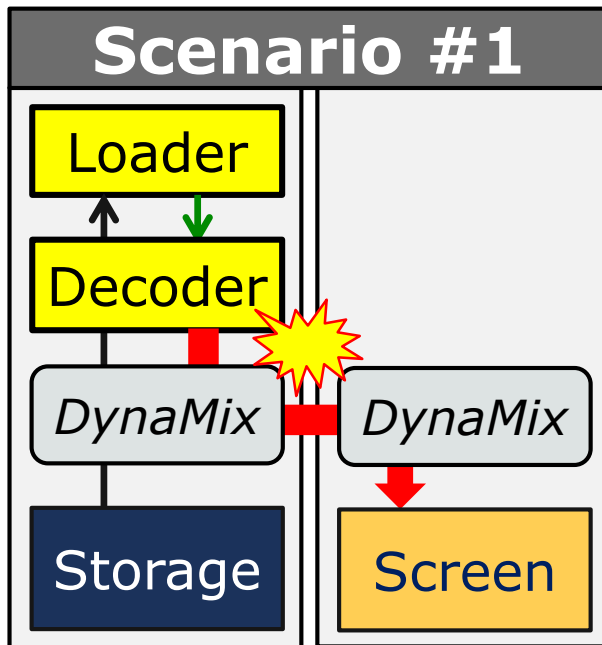 Scenario #1
Loader
Decoder
DynaMix
DynaMix
Storage
Screen